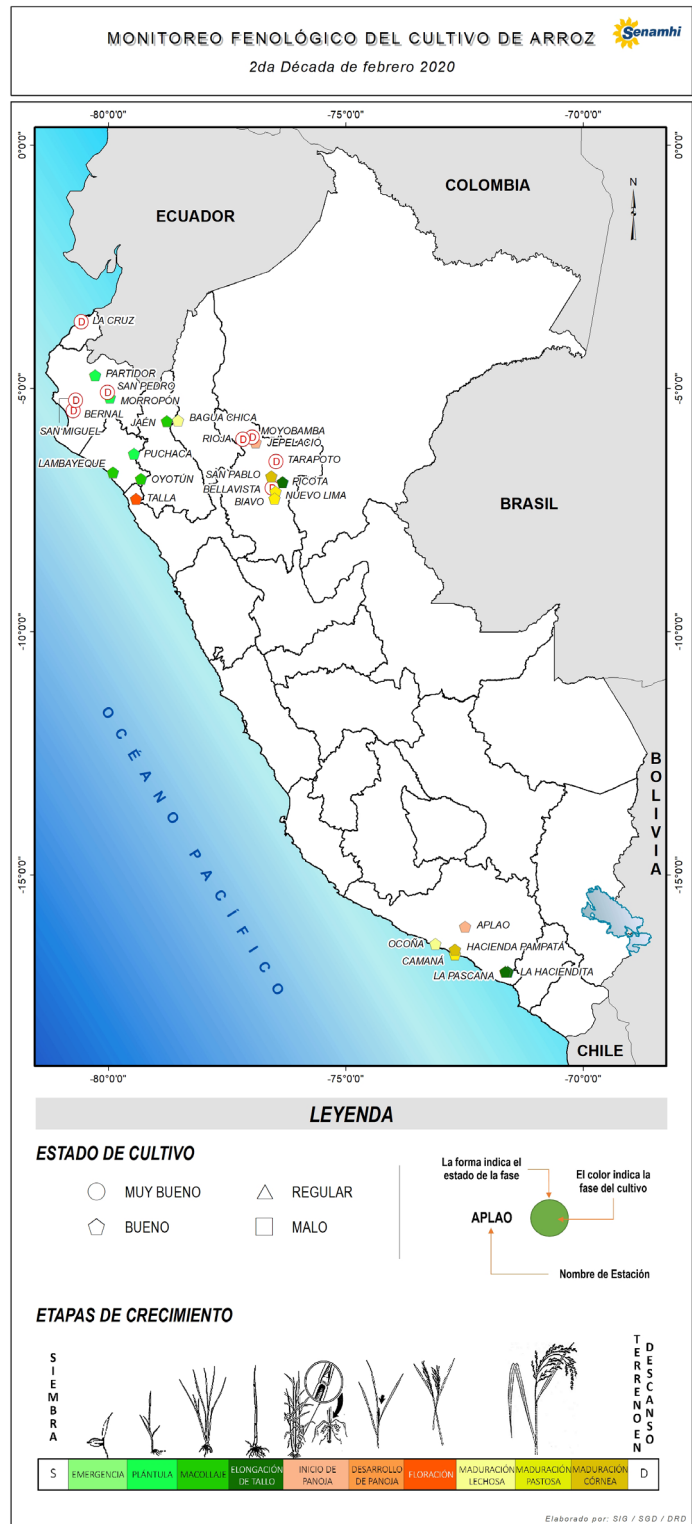 MONITOREO FENOLÓGICO DEL CULTIVO DE ARROZ
Senamhi
2da Década de febrero 2020
-80°0'0"
-75°0'0"
-70°0'0"
0°0'0"
0°0'0"
COLOMBIA
N
ECUADOR
LA CRUZ
-5°0'0"
-5°0'0"
PARTIDOR
SAN PEDRO
MORROPÓN
BERNAL
SAN MIGUEL
JAÉN
BAGUA CHICA
MOYOBAMBA
RIOJA
JEPELACIO
PUCHACA
TARAPOTO
LAMBAYEQUE
OYOTÚN
SAN PABLO
PICOTA
BELLAVISTA
NUEVO LIMA
BIAVO
TALLA
BRASIL
-10°0'0"
-10°0'0"
OCÉANO PACÍFICO
BOLIVIA
-15°0'0"
-15°0'0"
APLAO
OCOÑA
HACIENDA PAMPATA
CAMANÁ
LA PASCANA
LA HACIENDITA
CHILE
-80°0'0"
-75°0'0"
-70°0'0"
LEYENDA
ESTADO DE CULTIVO
MUY BUENO
REGULAR
BUENO
MALO
La forma indica el
estado de la fase
El color indica la
fase del cultivo
APLAO
Nombre de Estación
ETAPAS DE CRECIMIENTO
SIEMBRA
TERRENO EN
DESCANSO
S
EMERGENCIA
PLÁNTULA
MACOLLAJE
ELONGACIÓN
DE TALLO
INICIO DE
PANOJA
DESARROLLO
DE PANOJA
FLORACIÓN
MADURACIÓN
LECHOSA
MADURACIÓN
PASTOSA
MADURACIÓN
CÓRNEA
D
Elaborado por: SIG / SGD / DRD